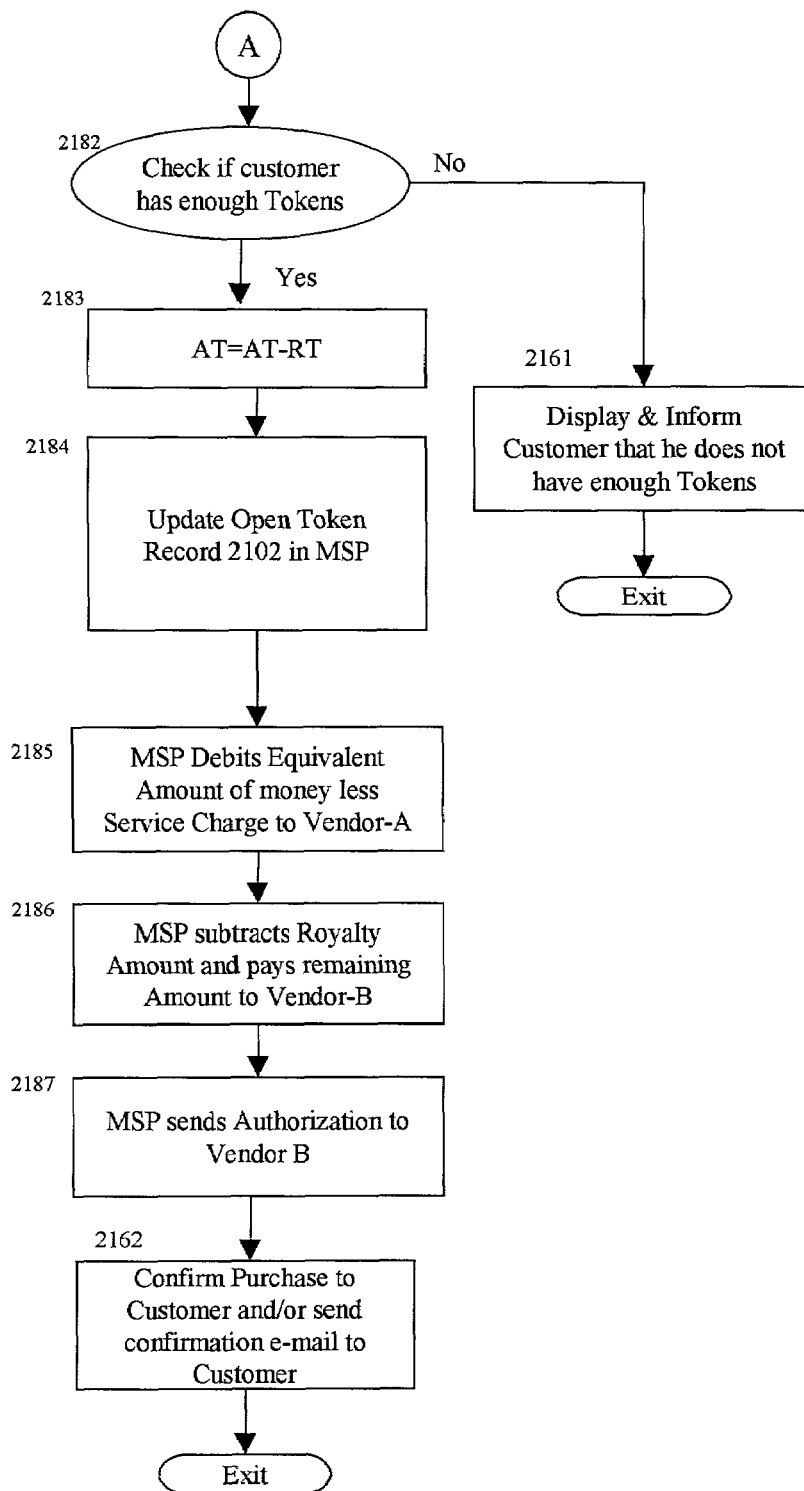 A
2182
Check if customer
has enough Tokens
No
Yes
2183
AT=AT-RT
2161
Display & Inform
Customer that he does not
have enough Tokens
Exit
2184
Update Open Token
Record 2102 in MSP
2185
MSP Debits Equivalent
Amount of money less
Service Charge to Vendor-A
2186
MSP subtracts Royalty
Amount and pays remaining
Amount to Vendor-B
2187
MSP sends Authorization to
Vendor B
2162
Confirm Purchase to
Customer and/or send
confirmation e-mail to
Customer
Exit